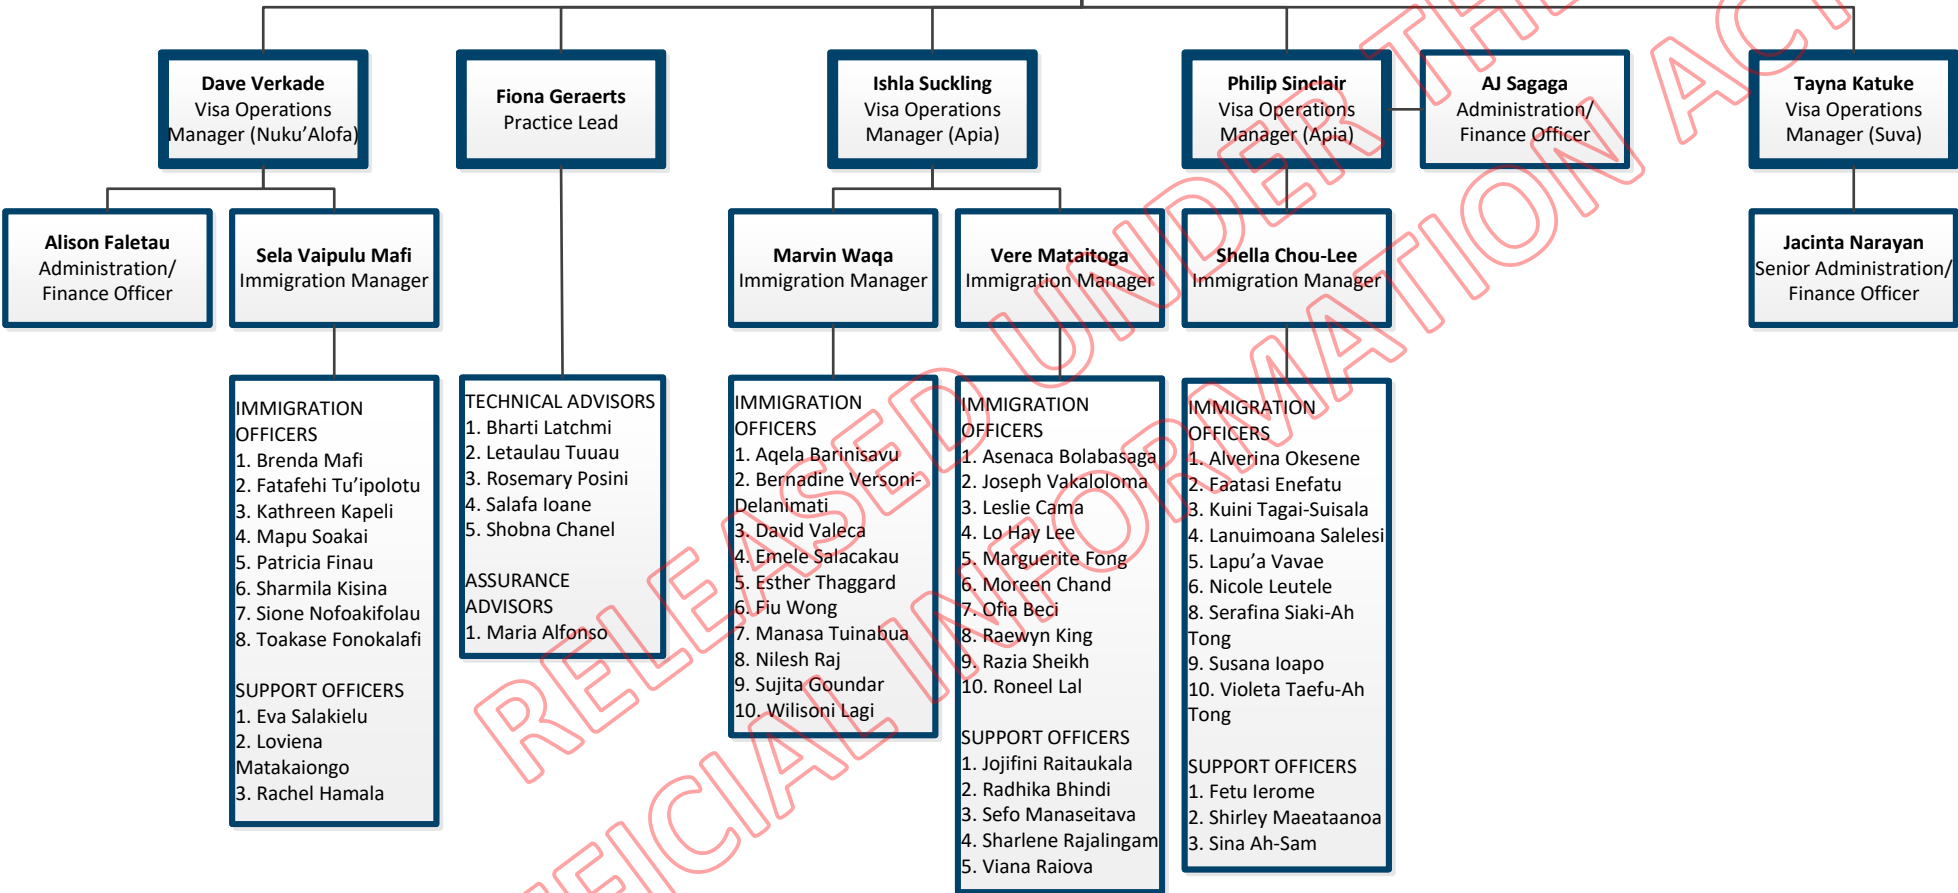 Dave Verkade
Visa Operations
Manager (Nuku'Alofa)
Fiona Geraerts
Practice Lead
Ishla Suckling
Visa Operations
Manager (Apia)
Philip Sinclair
Visa Operations
Manager (Apia)
AJ Sagaga
Administration/
Finance Officer
Tayna Katuke
Visa Operations
Manager (Suva)
Alison Faletau
Administration/
Finance Officer
Sela Vaipulu Mafi
Immigration Manager
Marvin Waqa
Immigration Manager
Vere Mataitoga
Immigration Manager
Shella Chou-Lee
Immigration Manager
Jacinta Narayan
Senior Administration/
Finance Officer
IMMIGRATION
OFFICERS
1. Brenda Mafi
2. Fatafehi Tu'ipolotu
3. Kathreen Kapeli
4. Mapu Soakai
5. Patricia Finau
6. Sharmila Kisina
7. Sione Nofoakifolau
8. Toakase Fonokalafi
SUPPORT OFFICERS
1. Eva Salakielu
2. Loviena
Matakaiongo
3. Rachel Hamala
TECHNICAL ADVISORS
1. Bharti Latchmi
2. Letaulau Tuuau
3. Rosemary Posini
4. Salafa Ioane
5. Shobna Chanel
ASSURANCE
ADVISORS
1. Maria Alfonso
IMMIGRATION
OFFICERS
1. Aqela Barinisavu
2. Bernadine Versoni-
Delanimati
3. David Valeca
4. Emele Salacakau
5. Esther Thaggard
6. Fiu Wong
7. Manasa Tuinabua
8. Nilesh Raj
9. Sujita Goundar
10. Wilisoni Lagi
IMMIGRATION
OFFICERS
1. Asenaca Bolabasaga
2. Joseph Vakaloloma
3. Leslie Cama
4. Lo Hay Lee
5. Marguerite Fong
6. Moreen Chand
7. Ofia Beci
8. Raewyn King
9. Razia Sheikh
10. Roneel Lal
SUPPORT OFFICERS
1. Jojifini Raitaukala
2. Radhika Bhindi
3. Sefo Manaseitava
4. Sharlene Rajalingam
5. Viana Raiova
IMMIGRATION
OFFICERS
1. Alverina Okesene
2. Faatasi Enefatu
3. Kuini Tagai-Suisala
4. Lanuimoana Salelesi
5. Lapu'a Vavae
6. Nicole Leutele
8. Serafina Siaki-Ah
Tong
9. Susana Ioapo
10. Violeta Taefu-Ah
Tong
SUPPORT OFFICERS
1. Fetu Ierome
2. Shirley Maeataanoa
3. Sina Ah-Sam
RELEASED UNDER THE
OFFICIAL INFORMATION ACT